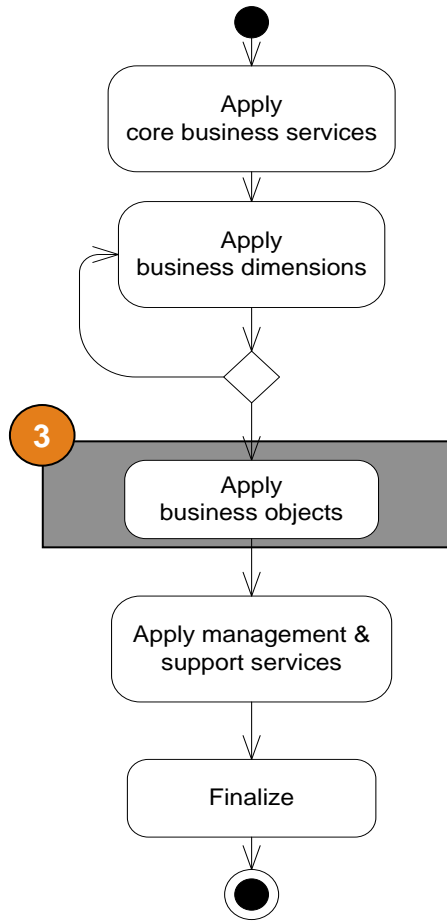 Apply
core business services
Apply
business dimensions
3
Apply
business objects
Apply management &
support services
Finalize